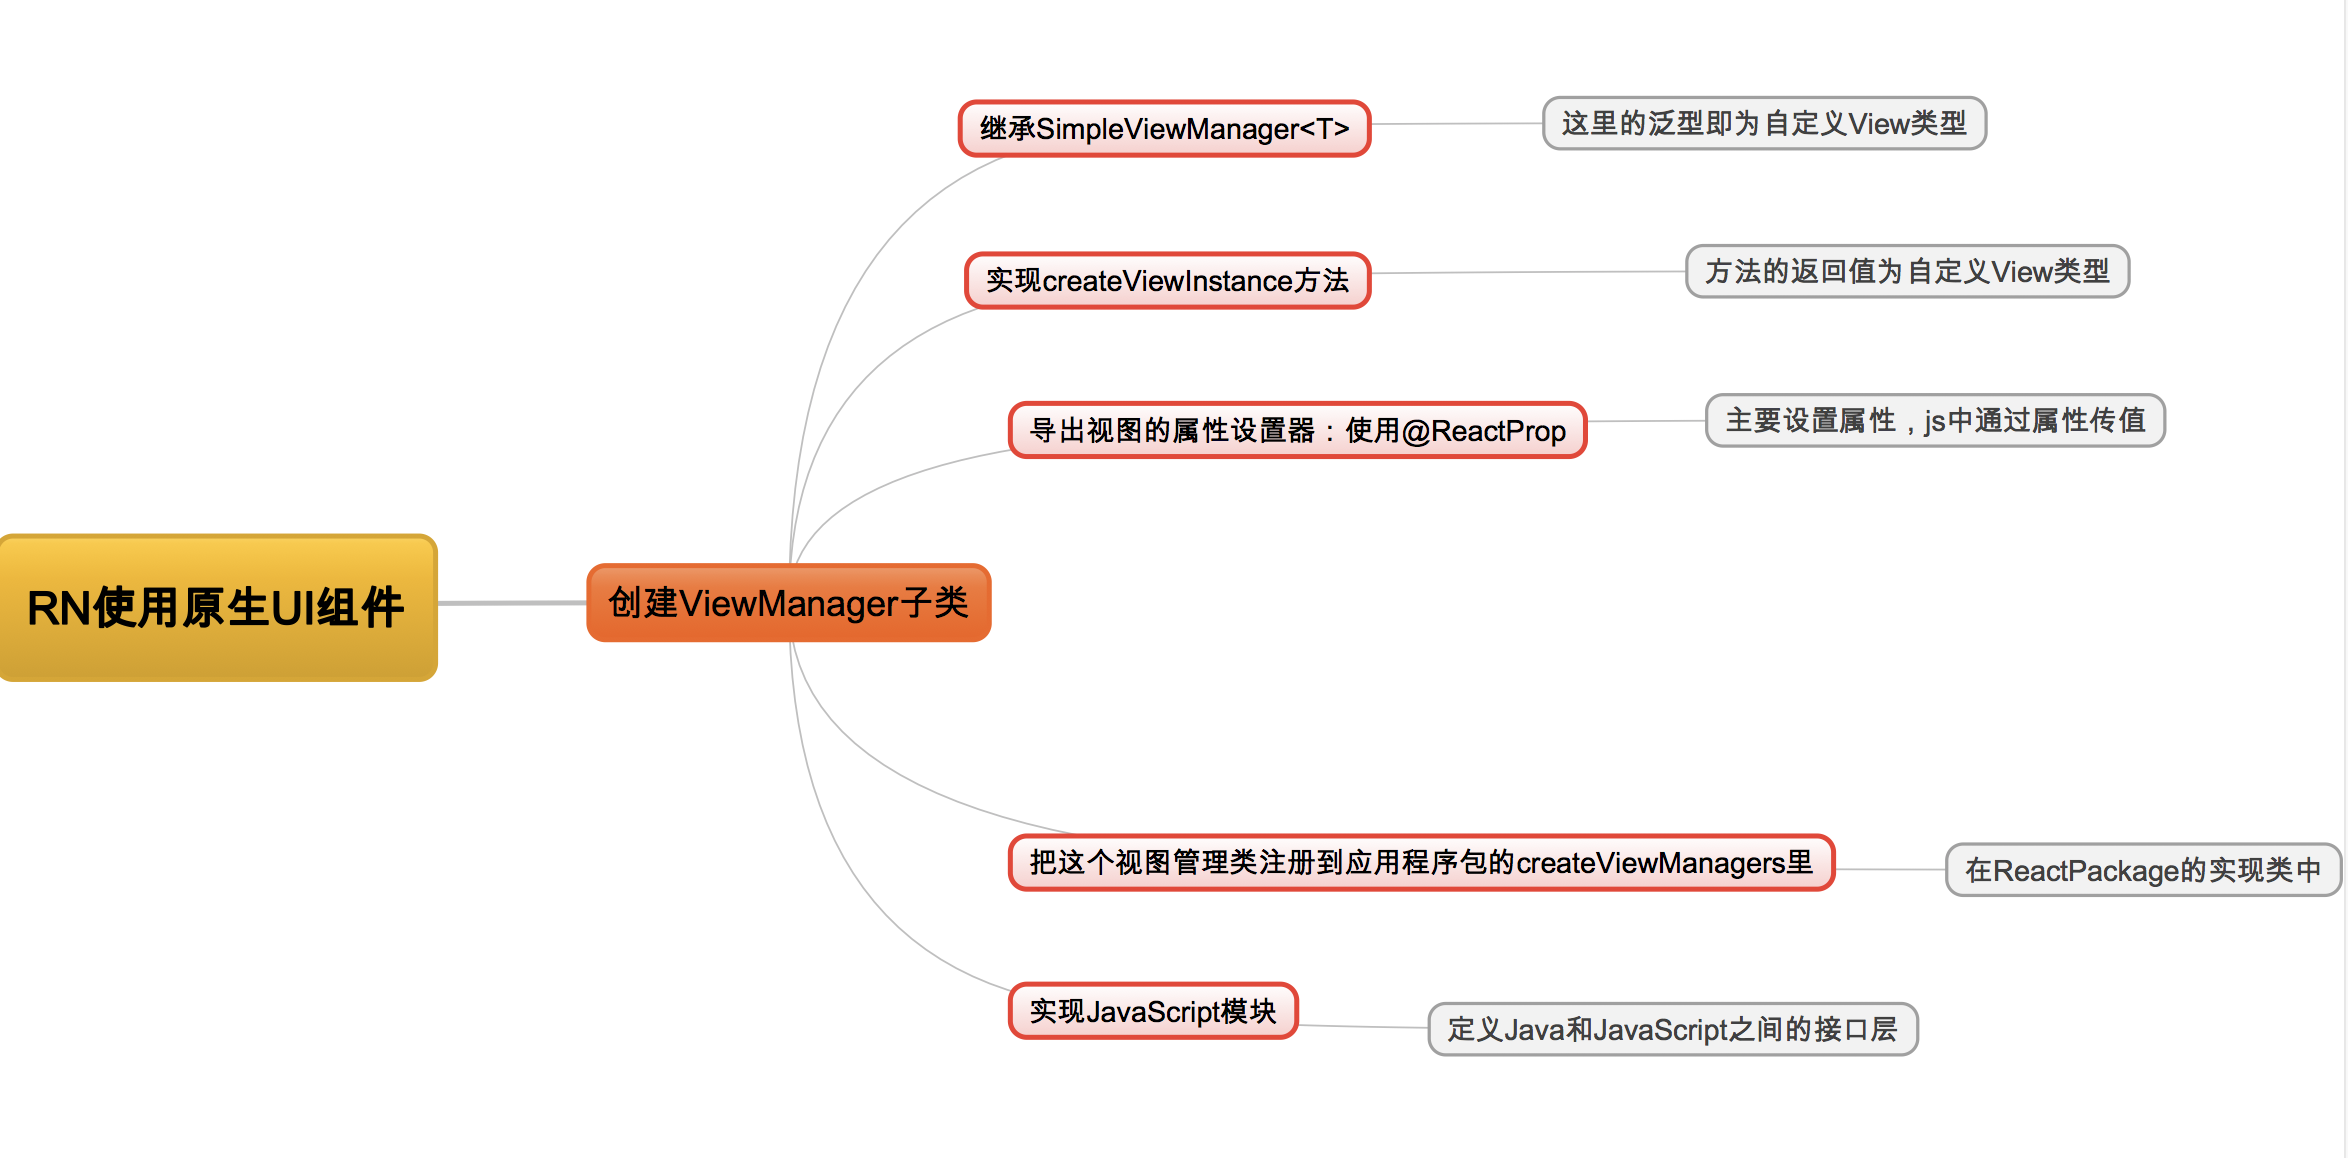 RN使用原生UI组件
创建ViewManager子类
继承SimpleViewManager<T>
这里的泛型即为自定义View类型
实现createViewInstance方法
方法的返回值为自定义View类型
导出视图的属性设置器：使用@ReactProp
主要设置属性，js中通过属性传值
把这个视图管理类注册到应用程序包的createViewManagers里
在ReactPackage的实现类中
实现JavaScript模块
定义Java和JavaScript之间的接口层